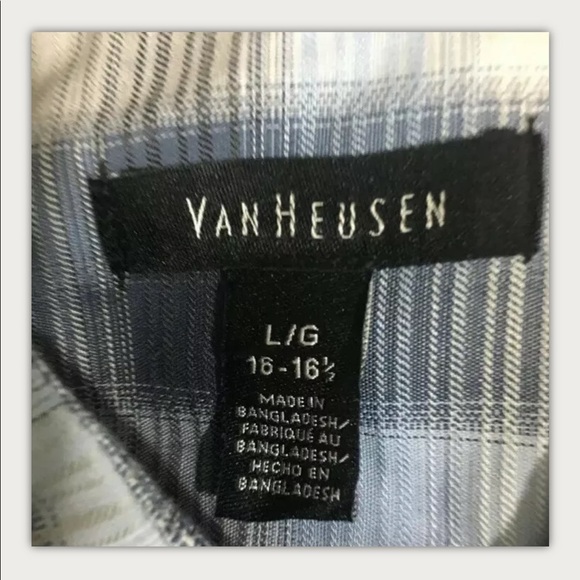 VAN HEUSEN
L/G
16-16½
MADE IN
BANGLADESH/
FABRIQUÉ AU
BANGLADESH/
HECHO EN
BANGLADESH